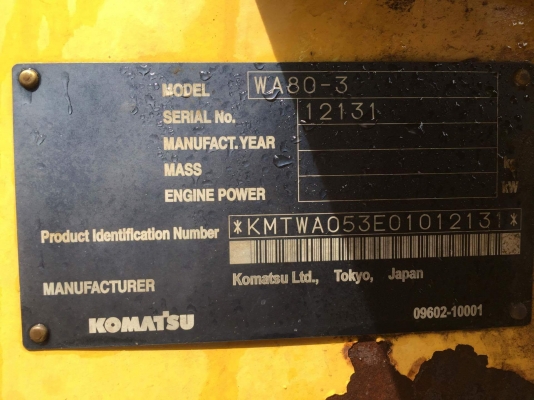 MODEL WA80-3
SERIAL No. 12131
MANUFACT. YEAR
MASS kg
ENGINE POWER kW
Product Identification Number *KMTWA053E01012131*
MANUFACTURER Komatsu Ltd., Tokyo, Japan
KOMATSU 09602-10001